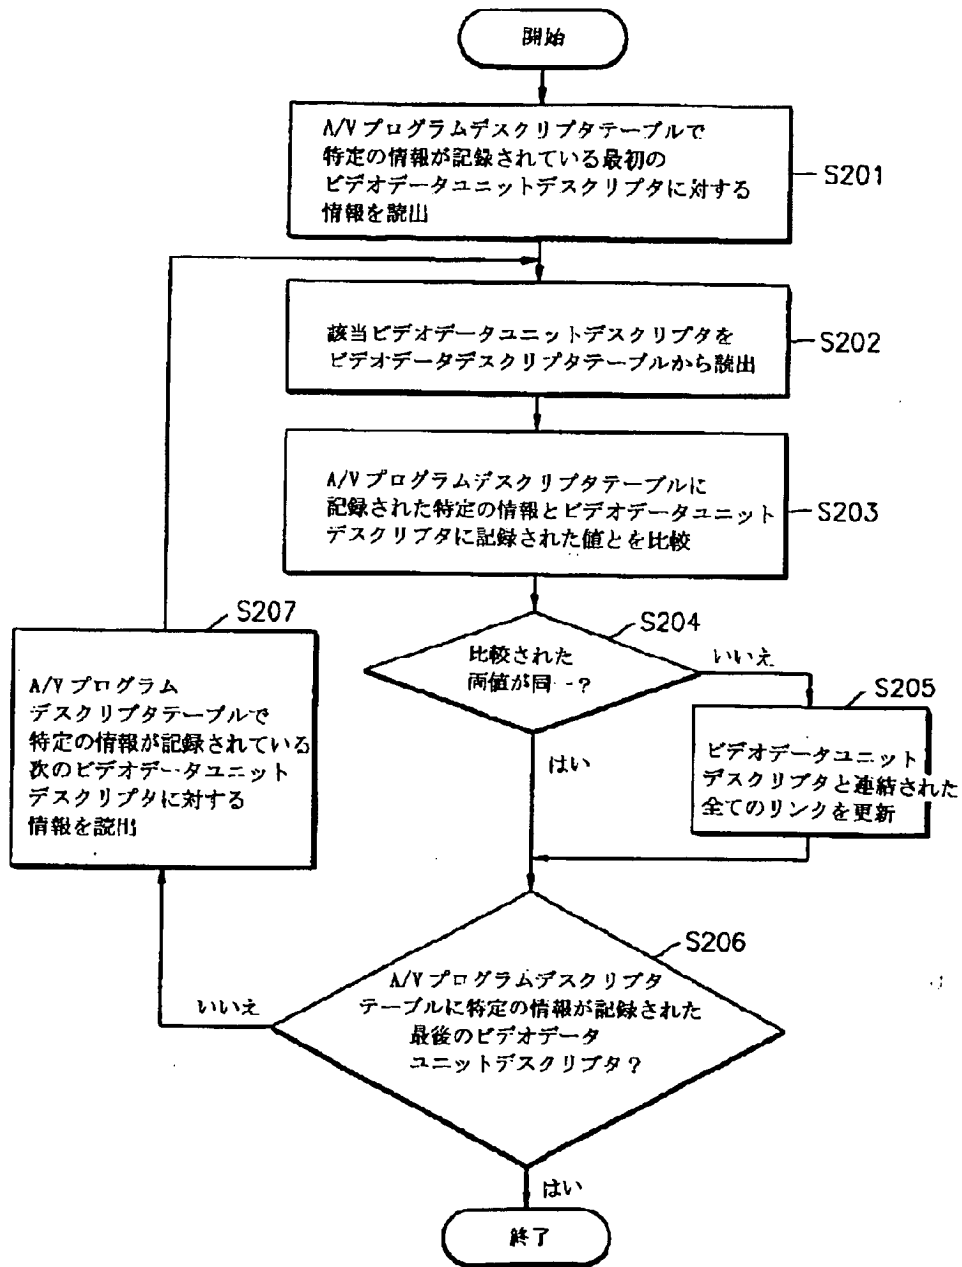 開始
A/Vプログラムデスクリプタテーブルで
特定の情報が記録されている最初の
ビデオデータユニットデスクリプタに対する
情報を読出
S201
該当ビデオデータユニットデスクリプタを
ビデオデータデスクリプタテーブルから読出
S202
A/Vプログラムデスクリプタテーブルに
記録された特定の情報とビデオデータユニット
デスクリプタに記録された値とを比較
S203
S204
比較された
両値が同一?
いいえ
はい
S205
ビデオデータユニット
デスクリプタと連結された
全てのリンクを更新
S207
A/Vプログラム
デスクリプタテーブルで
特定の情報が記録されている
次のビデオデータユニット
デスクリプタに対する
情報を読出
S206
A/Vプログラムデスクリプタ
テーブルに特定の情報が記録された
最後のビデオデータ
ユニットデスクリプタ?
いいえ
はい
終了